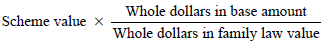 Scheme value × Whole dollars in base amount
Whole dollars in family law value